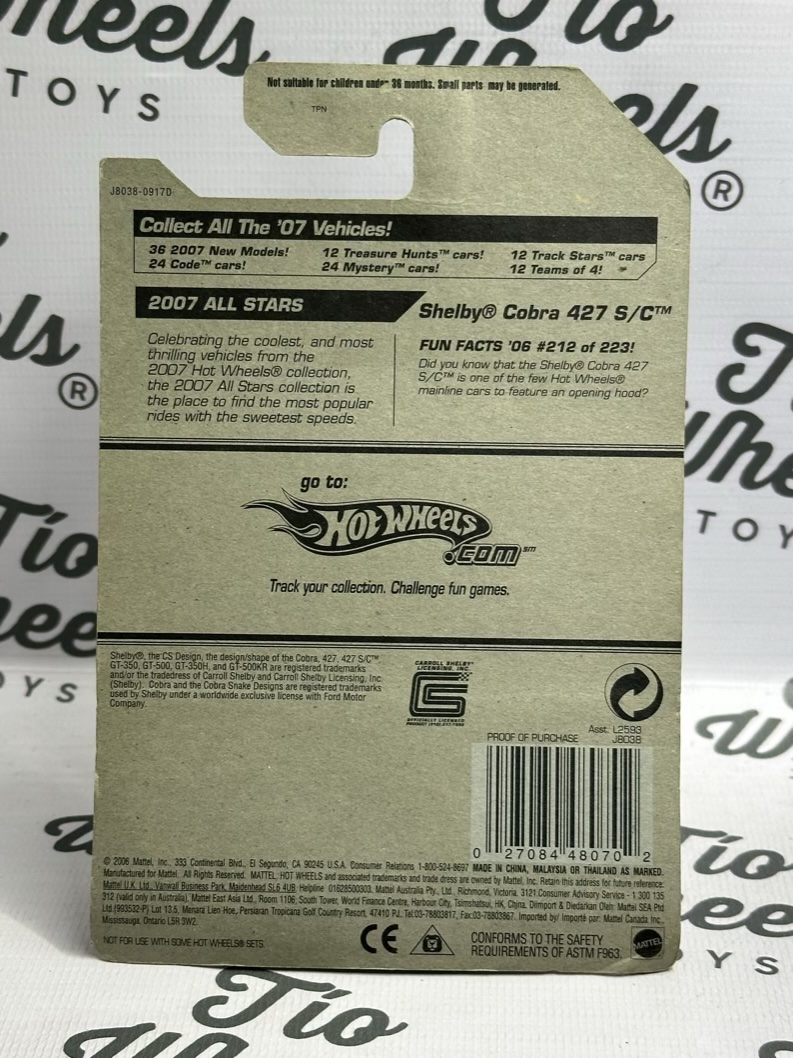 Not suitable for children under 36 months. Small parts may be generated.
TPN
J8038-0917D
Collect All The '07 Vehicles!
36 2007 New Models! 12 Treasure Hunts™ cars! 12 Track Stars™ cars
24 Code™ cars! 24 Mystery™ cars! 12 Teams of 4!
2007 ALL STARS
Shelby® Cobra 427 S/C™
Celebrating the coolest, and most
thrilling vehicles from the
2007 Hot Wheels® collection,
the 2007 All Stars collection is
the place to find the most popular
rides with the sweetest speeds.
FUN FACTS '06 #212 of 223!
Did you know that the Shelby® Cobra 427
S/C™ is one of the few Hot Wheels®
mainline cars to feature an opening hood?
go to:
HOT WHEELS
.COM℠
Track your collection. Challenge fun games.
Shelby®, the CS Design, the design/shape of the Cobra, 427, 427 S/C™
GT-350, GT-500, GT-350H, and GT-500KR are registered trademarks
and/or the tradedress of Carroll Shelby and Carroll Shelby Licensing, Inc
(Shelby). Cobra and the Cobra Snake Designs are registered trademarks
used by Shelby under a worldwide exclusive license with Ford Motor
Company.
CARROLL SHELBY
LICENSING, INC.
CS
OFFICIALLY LICENSED
Asst. L2593
PROOF OF PURCHASE J8038
0 27084 48070 2
© 2006 Mattel, Inc., 333 Continental Blvd., El Segundo, CA 90245 U.S.A. Consumer Relations 1-800-524-8697 MADE IN CHINA, MALAYSIA OR THAILAND AS MARKED.
Manufactured for Mattel. All Rights Reserved. MATTEL, HOT WHEELS and associated trademarks and trade dress are owned by Mattel, Inc. Retain this address for future reference:
Mattel U.K. Ltd., Vanwall Business Park, Maidenhead SL6 4UB. Helpline 01628500303. Mattel Australia Pty., Ltd., Richmond, Victoria. 3121.Consumer Advisory Service - 1 300 135
312 (valid only in Australia). Mattel East Asia Ltd., Room 1106, South Tower, World Finance Centre, Harbour City, Tsimshatsui, HK, China. Diimport & Diedarkan Oleh: Mattel SEA Ptd
Ltd.(993532-P) Lot 13.5, Menara Lien Hoe, Persiaran Tropicana Golf Country Resort, 47410 PJ. Tel:03-78803817, Fax:03-78803867. Imported by/ Importé par: Mattel Canada Inc.,
Mississauga, Ontario L5R 3W2.
NOT FOR USE WITH SOME HOT WHEELS® SETS.
CE
CONFORMS TO THE SAFETY
REQUIREMENTS OF ASTM F963.
MATTEL
Tío
Wheels
TOYS
®